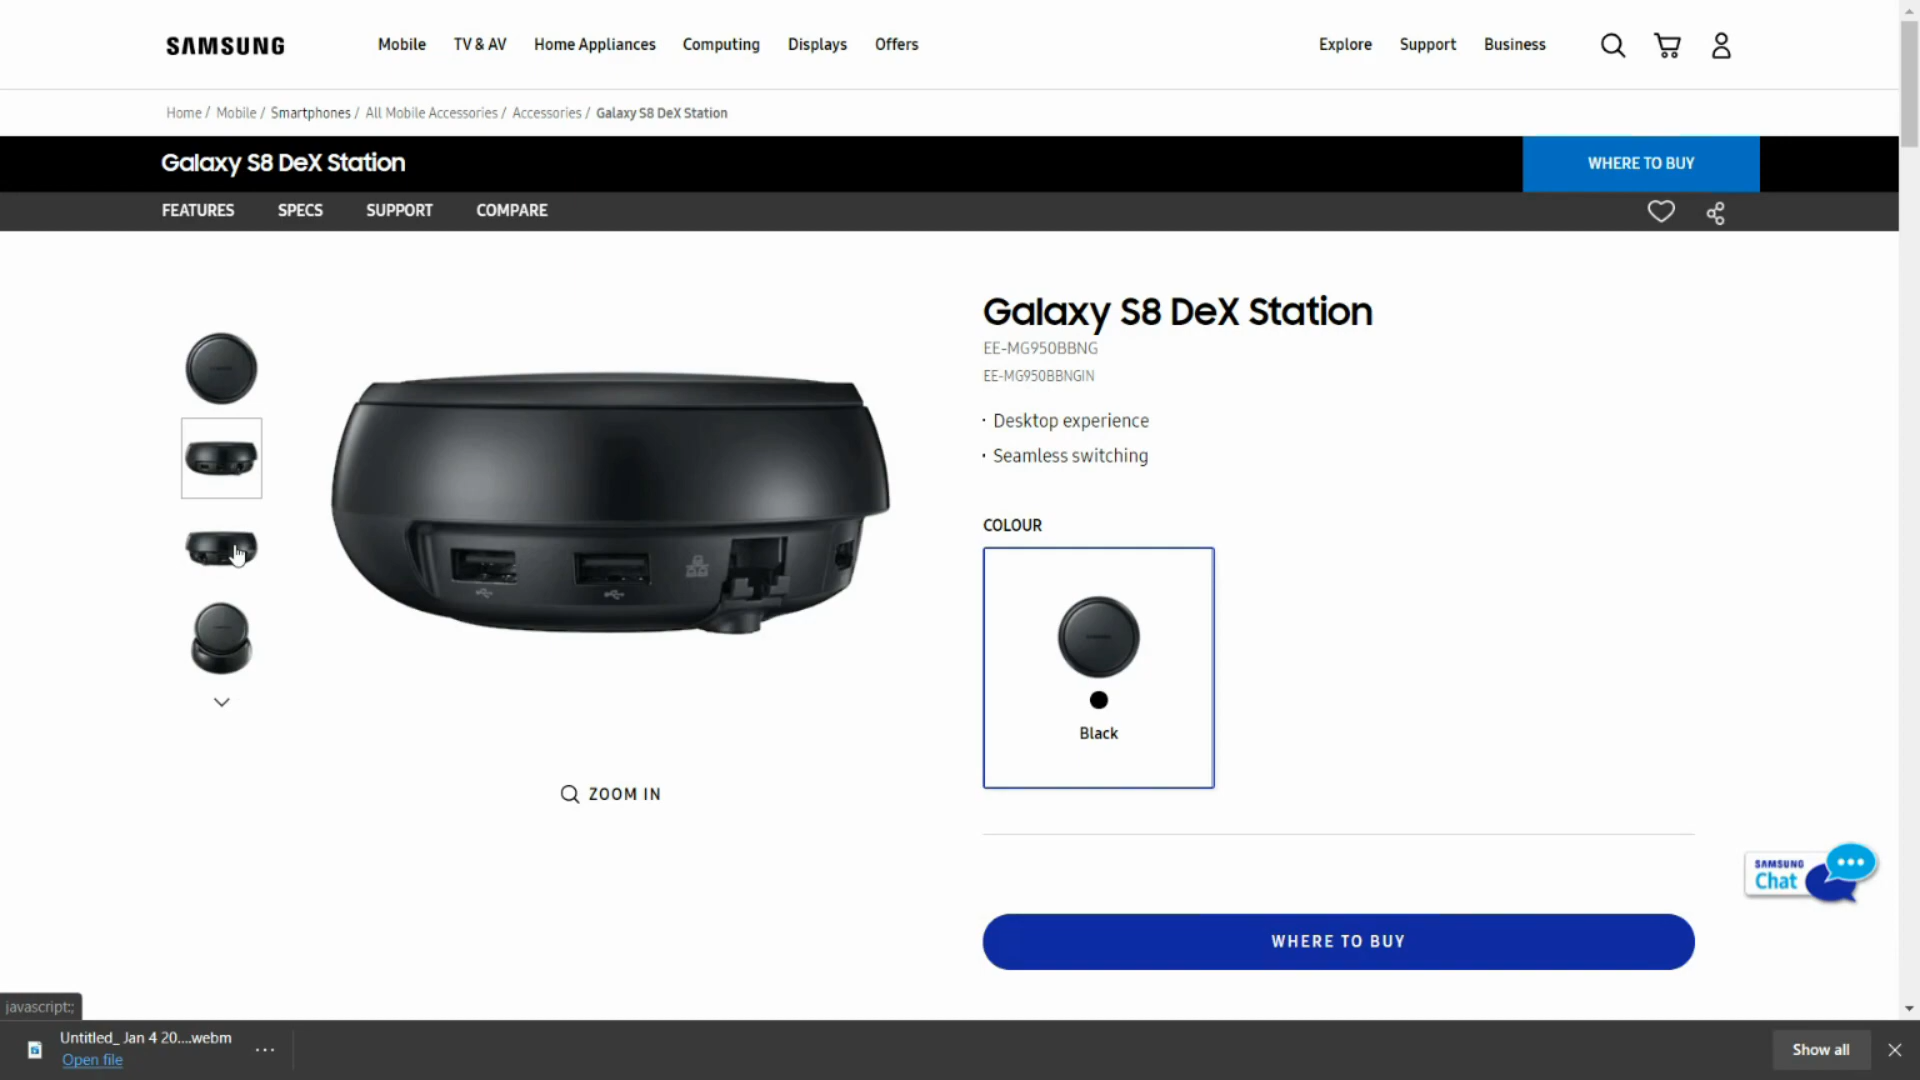 SAMSUNG
Mobile TV & AV Home Appliances Computing Displays Offers
Explore Support Business
Home / Mobile / Smartphones / All Mobile Accessories / Accessories / Galaxy S8 DeX Station
Galaxy S8 DeX Station
WHERE TO BUY
FEATURES SPECS SUPPORT COMPARE
Galaxy S8 DeX Station
EE-MG950BBNG
EE-MG950BBNGIN
· Desktop experience
· Seamless switching
COLOUR
Black
ZOOM IN
SAMSUNG
Chat
WHERE TO BUY
javascript:;
Untitled_ Jan 4 20....webm
Open file
Show all